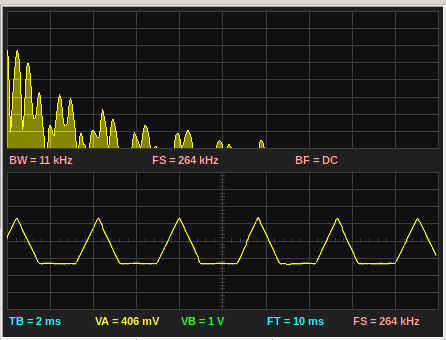 BW = 11 kHz FS = 264 kHz BF = DC
TB = 2 ms VA = 406 mV VB = 1 V FT = 10 ms FS = 264 kHz